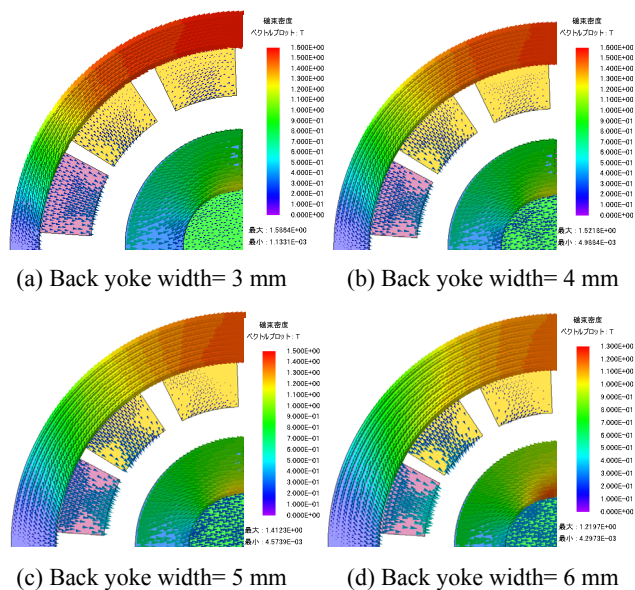 磁束密度
ベクトルプロット: T
1.600E+00
1.500E+00
1.400E+00
1.300E+00
1.200E+00
1.100E+00
1.000E+00
9.000E-01
8.000E-01
7.000E-01
6.000E-01
5.000E-01
4.000E-01
3.000E-01
2.000E-01
1.000E-01
0.000E+00
最大 : 1.5684E+00
最小 : 1.1331E-03
(a) Back yoke width= 3 mm
磁束密度
ベクトルプロット: T
1.600E+00
1.500E+00
1.400E+00
1.300E+00
1.200E+00
1.100E+00
1.000E+00
9.000E-01
8.000E-01
7.000E-01
6.000E-01
5.000E-01
4.000E-01
3.000E-01
2.000E-01
1.000E-01
0.000E+00
最大 : 1.5218E+00
最小 : 4.9664E-03
(b) Back yoke width= 4 mm
磁束密度
ベクトルプロット: T
1.500E+00
1.400E+00
1.300E+00
1.200E+00
1.100E+00
1.000E+00
9.000E-01
8.000E-01
7.000E-01
6.000E-01
5.000E-01
4.000E-01
3.000E-01
2.000E-01
1.000E-01
0.000E+00
最大 : 1.4123E+00
最小 : 4.5739E-03
(c) Back yoke width= 5 mm
磁束密度
ベクトルプロット: T
1.300E+00
1.200E+00
1.100E+00
1.000E+00
9.000E-01
8.000E-01
7.000E-01
6.000E-01
5.000E-01
4.000E-01
3.000E-01
2.000E-01
1.000E-01
0.000E+00
最大 : 1.2197E+00
最小 : 4.2973E-03
(d) Back yoke width= 6 mm